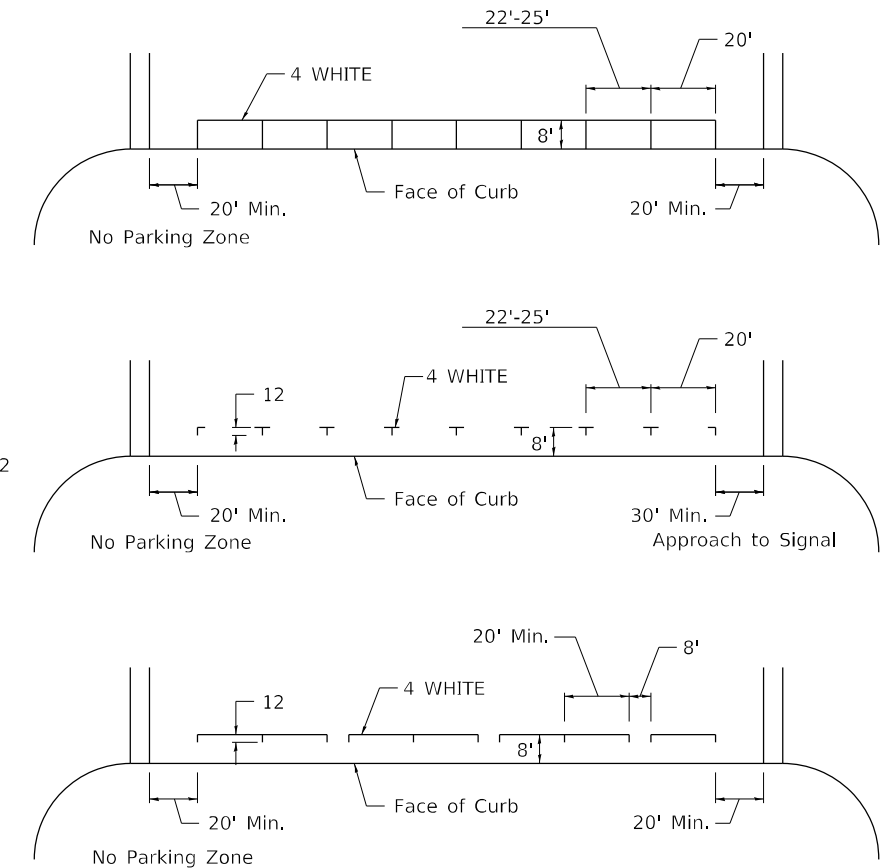 22'-25'
20'
4 WHITE
8'
Face of Curb
20' Min.
20' Min.
No Parking Zone
22'-25'
20'
4 WHITE
12
8'
2
Face of Curb
20' Min.
30' Min.
No Parking Zone
Approach to Signal
20' Min.
8'
4 WHITE
12
8'
Face of Curb
20' Min.
20' Min.
No Parking Zone